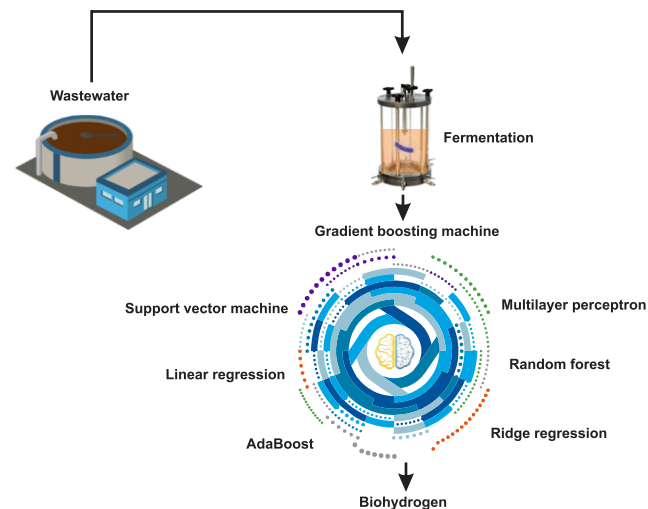 Wastewater
Fermentation
Gradient boosting machine
Support vector machine
Multilayer perceptron
Linear regression
Random forest
AdaBoost
Ridge regression
Biohydrogen